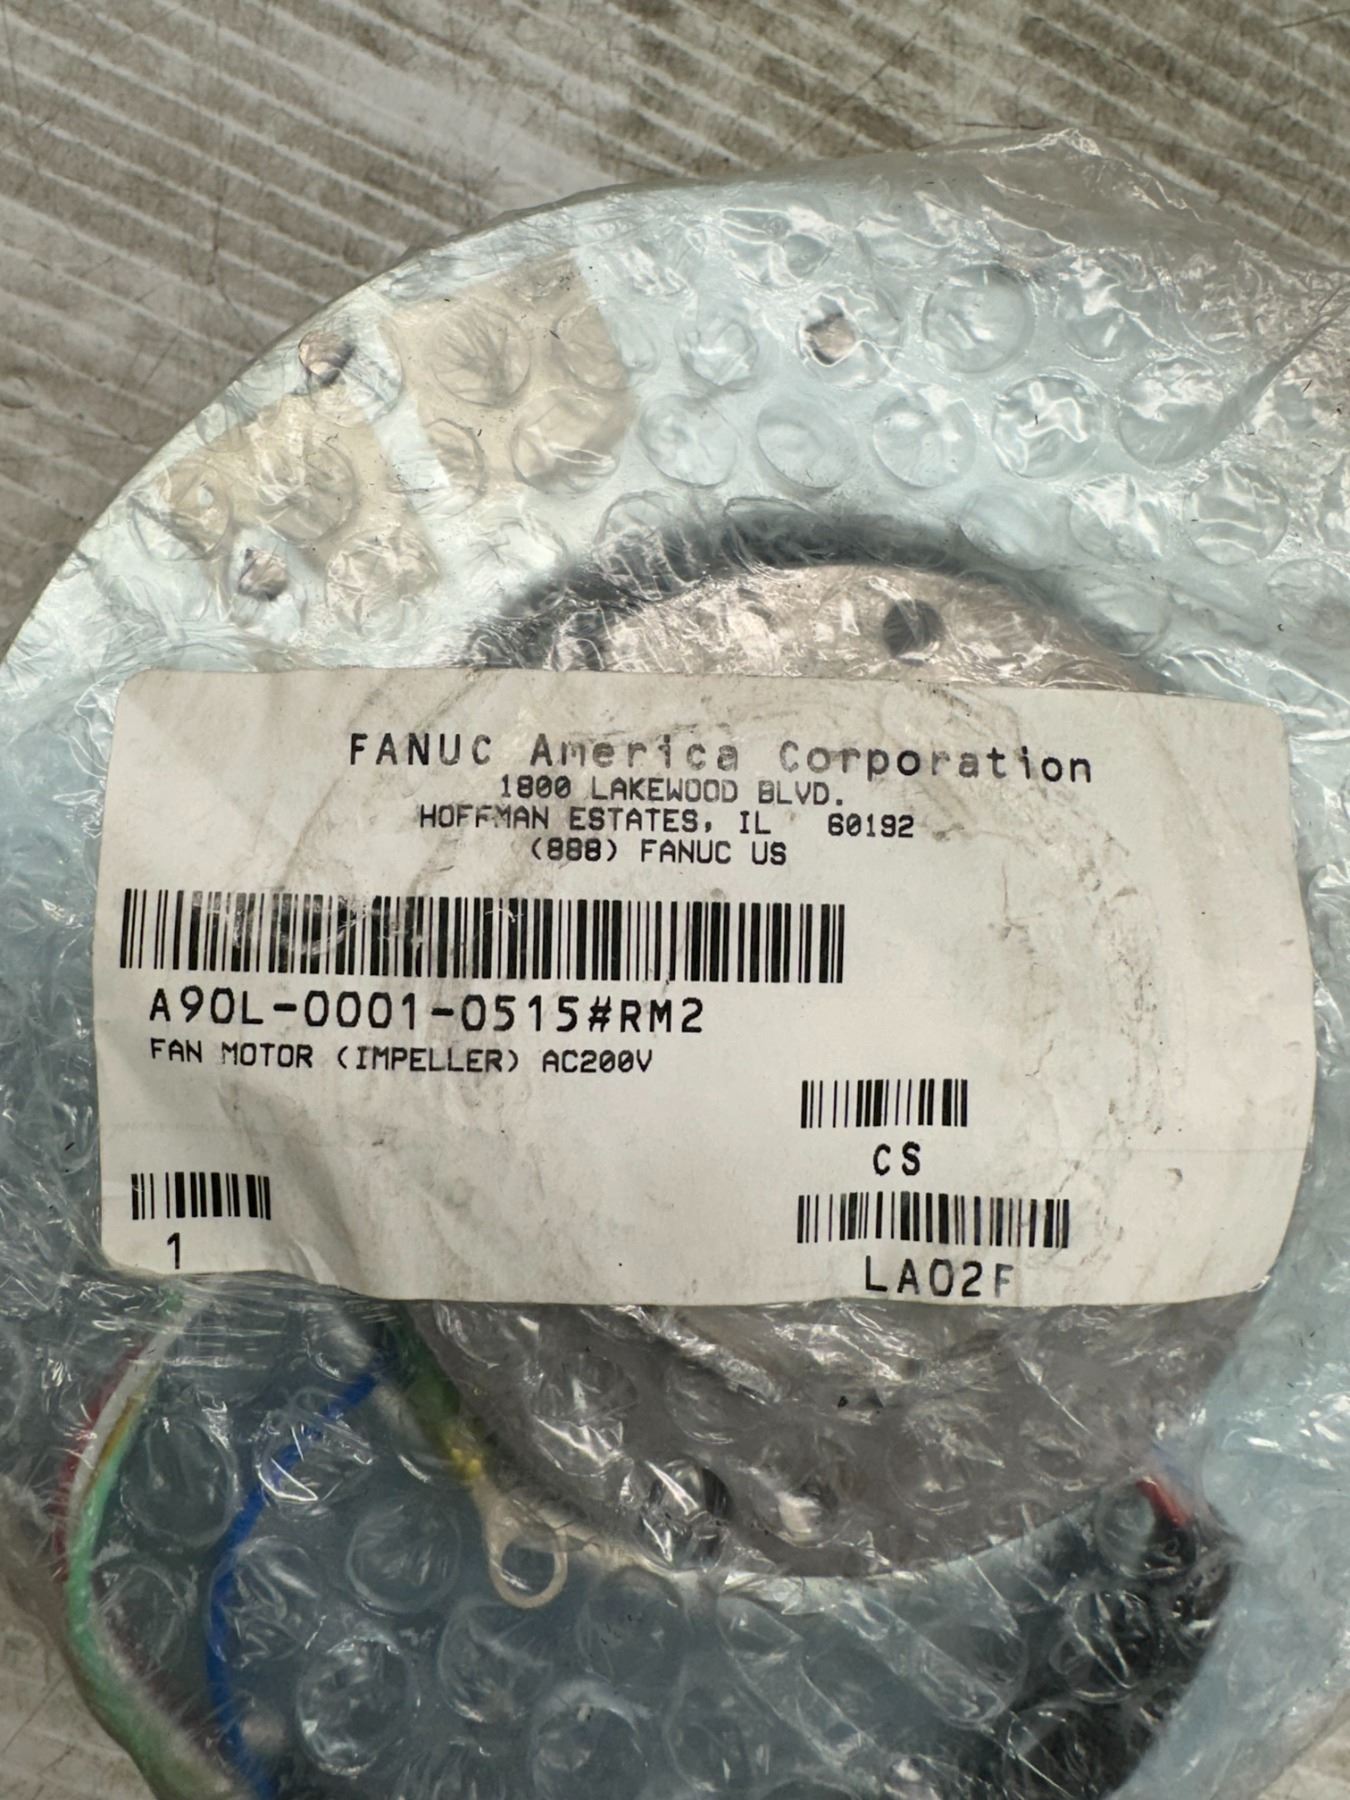 FANUC America Corporation
1800 LAKEWOOD BLVD.
HOFFMAN ESTATES, IL 60192
(888) FANUC US
A90L-0001-0515#RM2
FAN MOTOR (IMPELLER) AC200V
CS
1
LA02F